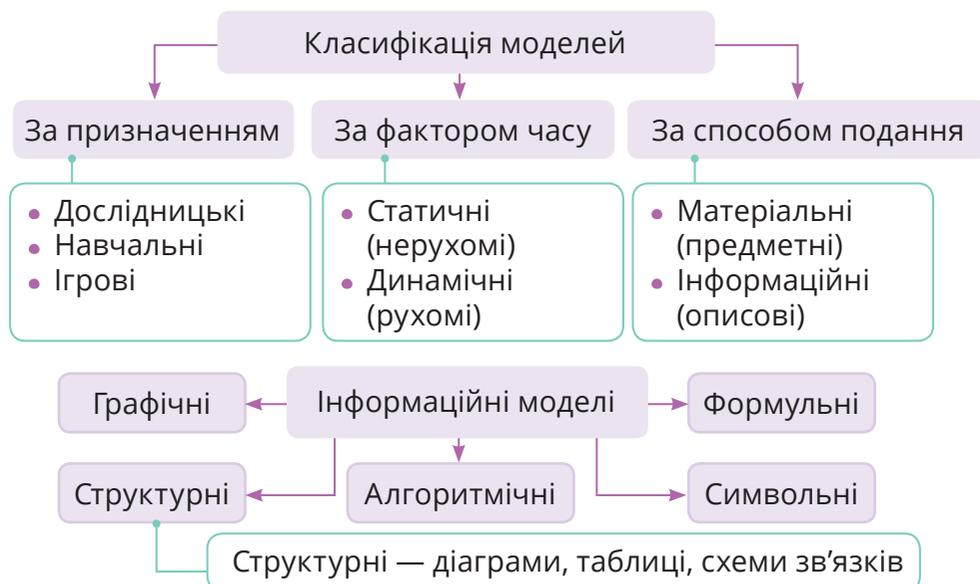 Класифікація моделей
За призначенням
За фактором часу
За способом подання
Дослідницькі
Навчальні
Ігрові
Статичні
(нерухомі)
Динамічні
(рухомі)
Матеріальні
(предметні)
Інформаційні
(описові)
Графічні
Інформаційні моделі
Формульні
Структурні
Алгоритмічні
Символьні
Структурні — діаграми, таблиці, схеми зв’язків